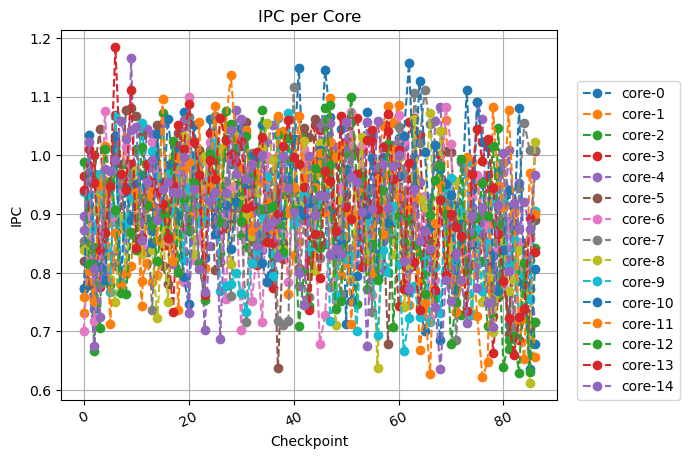 IPC per Core
1.2
1.1
1.0
0.9
0.8
0.7
0.6
IPC
0
20
40
60
80
Checkpoint
core-0
core-1
core-2
core-3
core-4
core-5
core-6
core-7
core-8
core-9
core-10
core-11
core-12
core-13
core-14